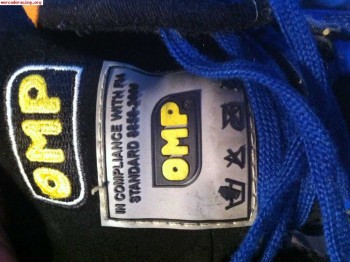 mercadoracing.org
OMP
IN COMPLIANCE WITH FIA
STANDARD 8856-2000
OMP